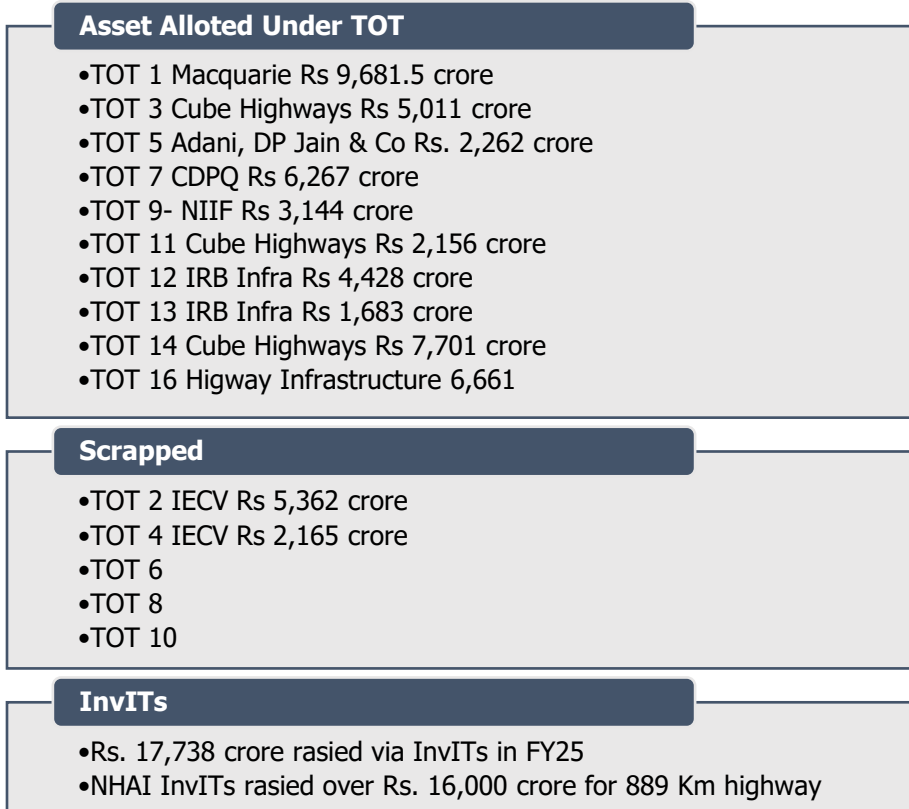 Asset Alloted Under TOT
•TOT 1 Macquarie Rs 9,681.5 crore
•TOT 3 Cube Highways Rs 5,011 crore
•TOT 5 Adani, DP Jain & Co Rs. 2,262 crore
•TOT 7 CDPQ Rs 6,267 crore
•TOT 9- NIIF Rs 3,144 crore
•TOT 11 Cube Highways Rs 2,156 crore
•TOT 12 IRB Infra Rs 4,428 crore
•TOT 13 IRB Infra Rs 1,683 crore
•TOT 14 Cube Highways Rs 7,701 crore
•TOT 16 Higway Infrastructure 6,661
Scrapped
•TOT 2 IECV Rs 5,362 crore
•TOT 4 IECV Rs 2,165 crore
•TOT 6
•TOT 8
•TOT 10
InvITs
•Rs. 17,738 crore rasied via InvITs in FY25
•NHAI InvITs rasied over Rs. 16,000 crore for 889 Km highway